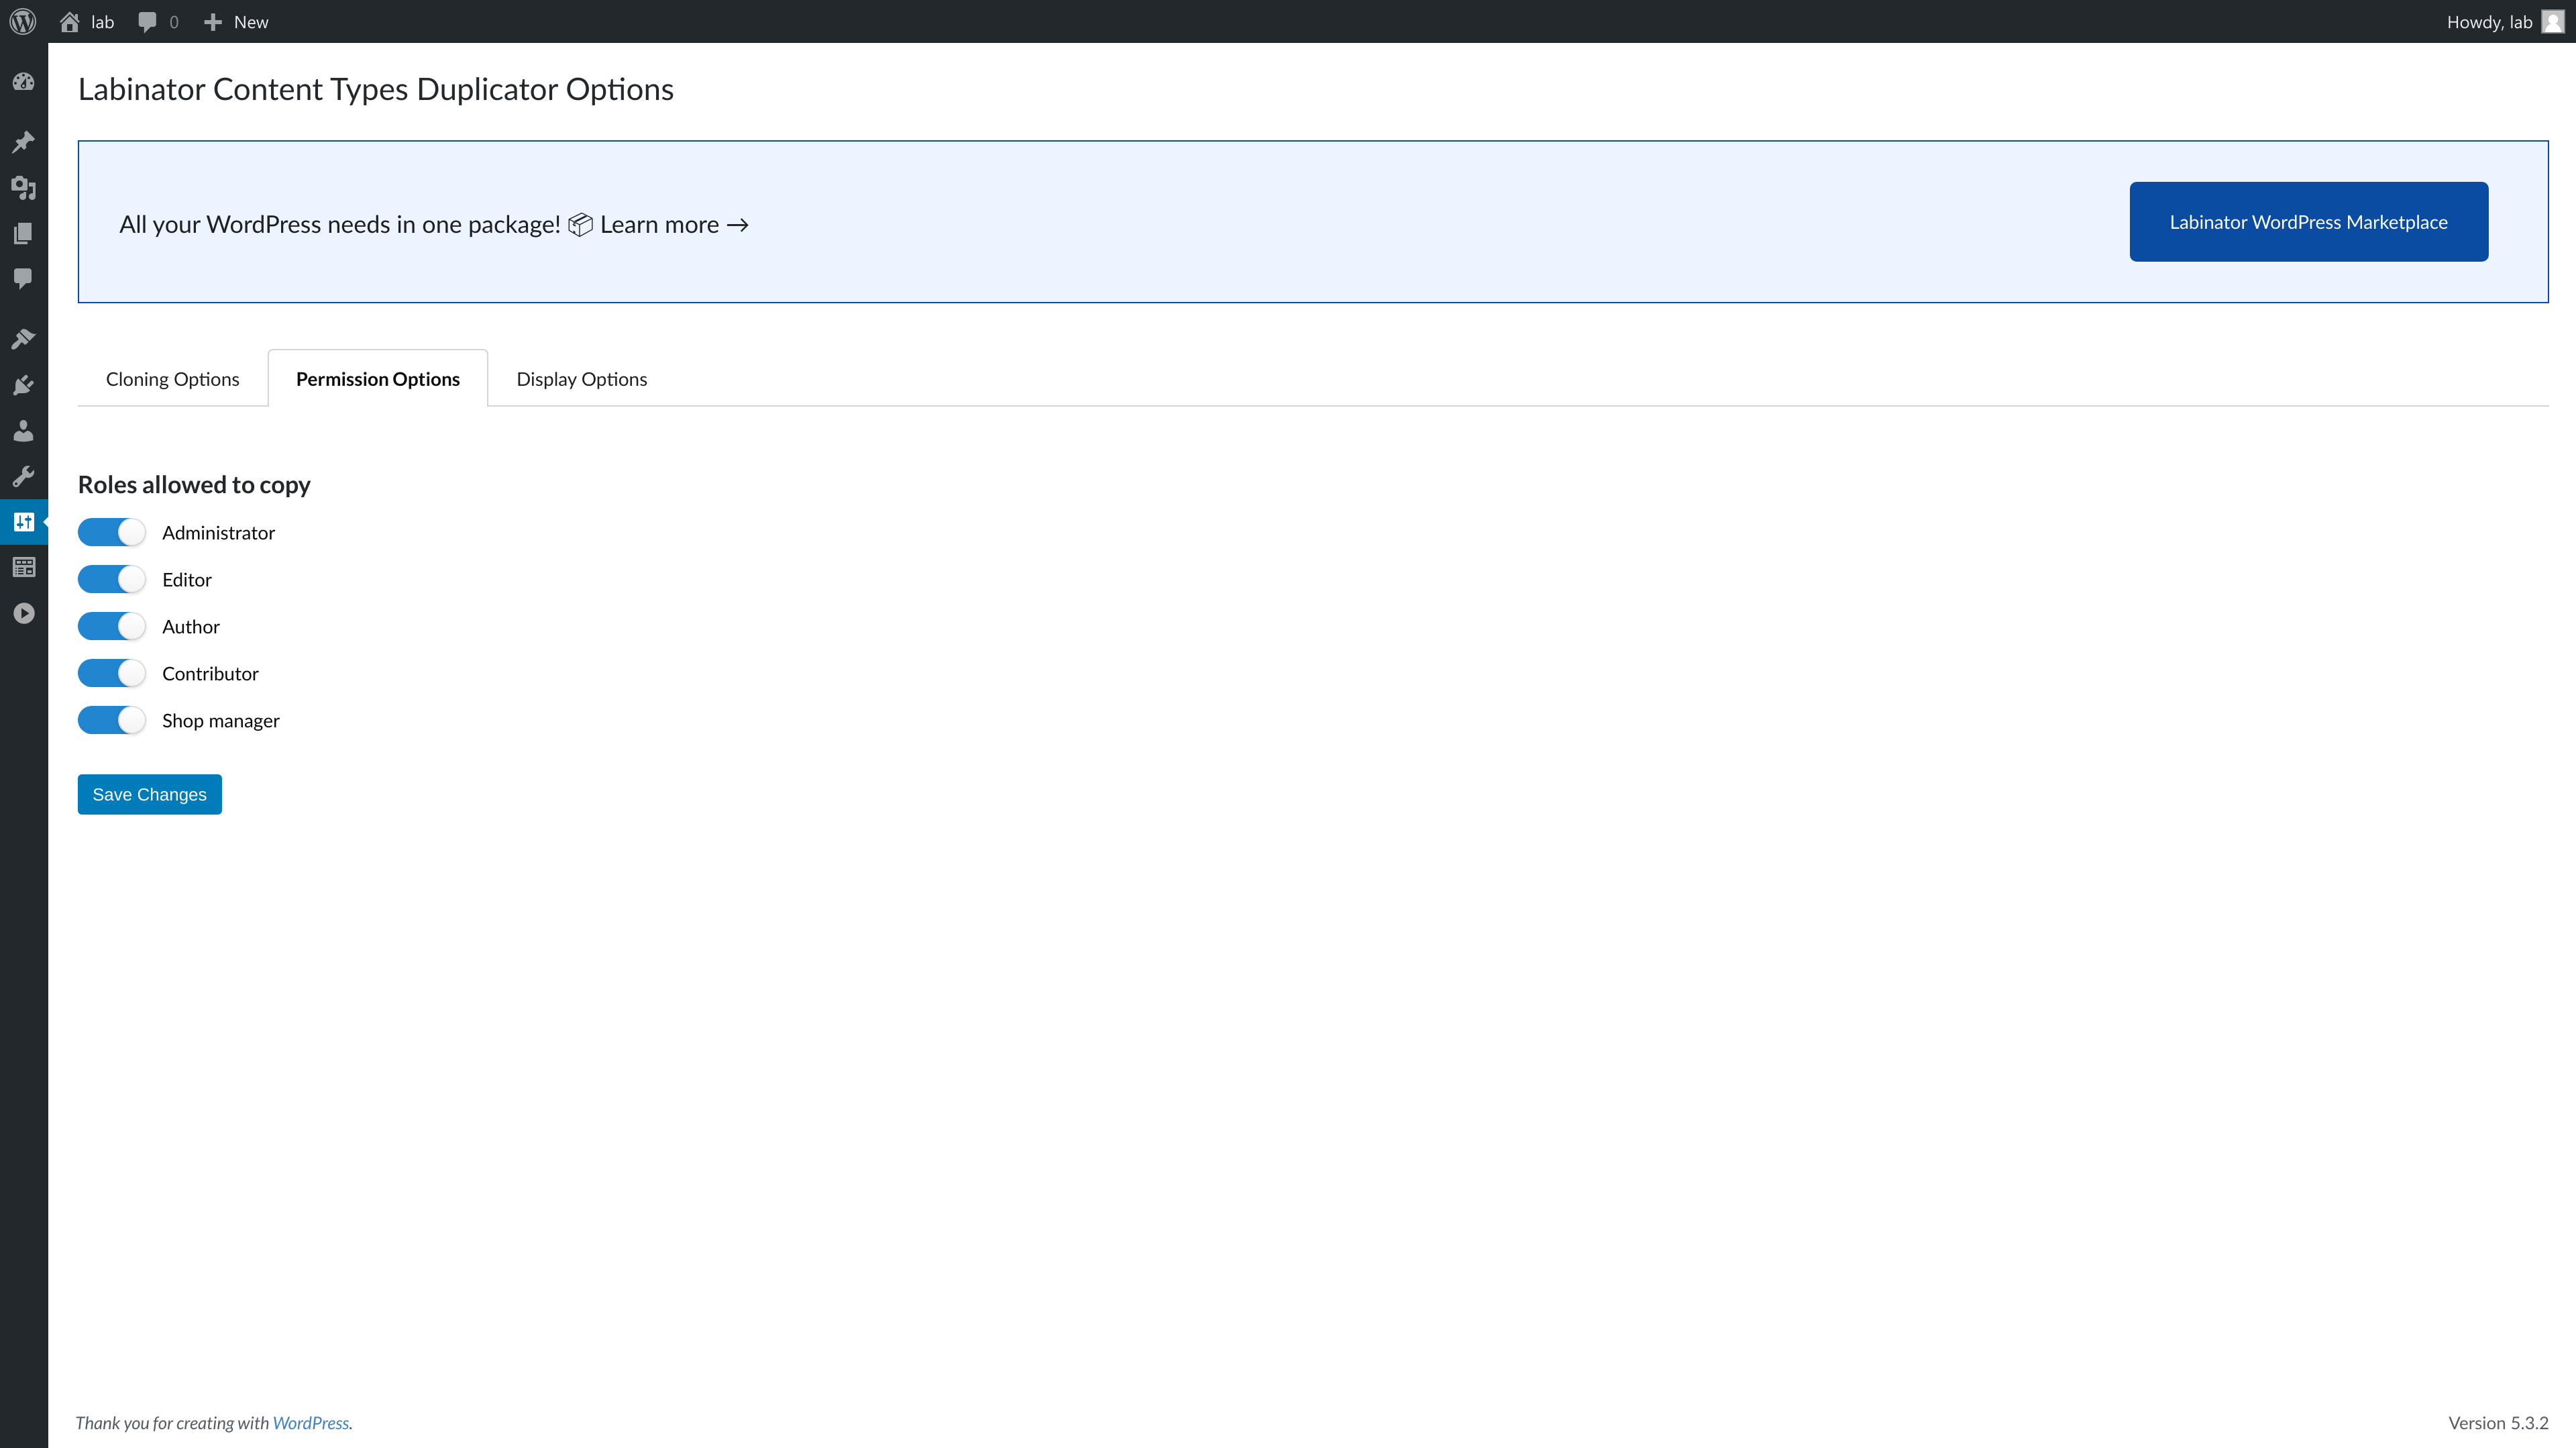 lab 0 New Howdy, lab
Labinator Content Types Duplicator Options
All your WordPress needs in one package! Learn more →
Labinator WordPress Marketplace
Cloning Options Permission Options Display Options
Roles allowed to copy
Administrator
Editor
Author
Contributor
Shop manager
Save Changes
Thank you for creating with WordPress. Version 5.3.2